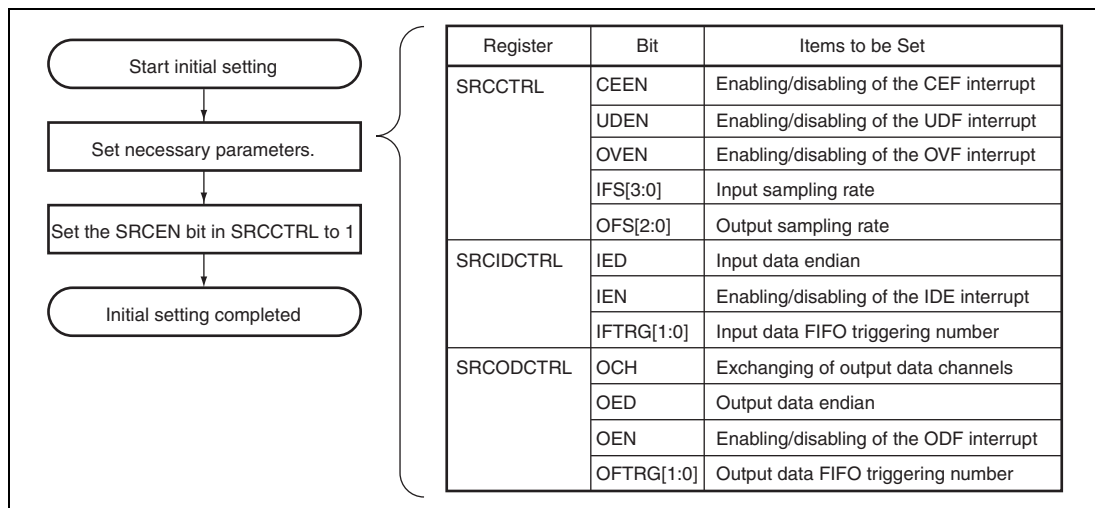 Start initial setting
Set necessary parameters.
Set the SRCEN bit in SRCCTRL to 1
Initial setting completed
Register Bit Items to be Set
SRCCTRL CEEN Enabling/disabling of the CEF interrupt
UDEN Enabling/disabling of the UDF interrupt
OVEN Enabling/disabling of the OVF interrupt
IFS[3:0] Input sampling rate
OFS[2:0] Output sampling rate
SRCIDCTRL IED Input data endian
IEN Enabling/disabling of the IDE interrupt
IFTRG[1:0] Input data FIFO triggering number
SRCODCTRL OCH Exchanging of output data channels
OED Output data endian
OEN Enabling/disabling of the ODF interrupt
OFTRG[1:0] Output data FIFO triggering number